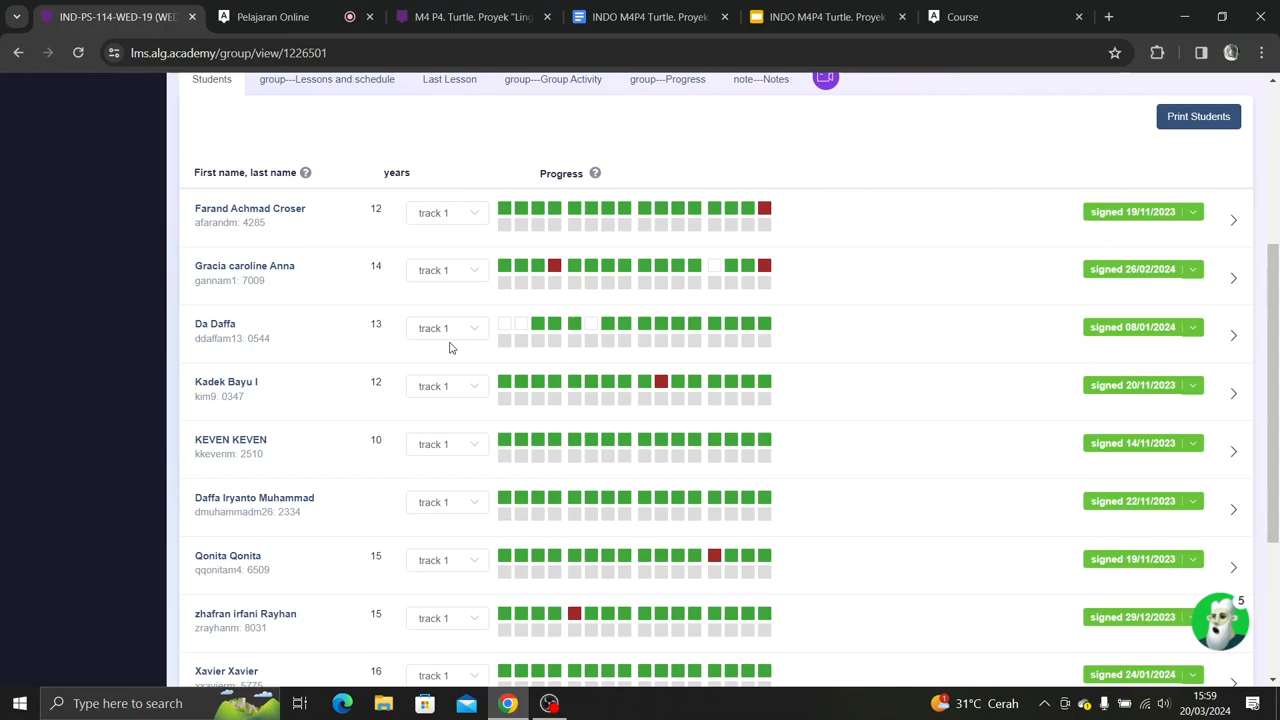 IND-PS-114-WED-19 (WED
Pelajaran Online
M4 P4. Turtle. Proyek "Ling
INDO M4P4 Turtle. Proyek
INDO M4P4 Turtle. Proyek
Course
lms.alg.academy/group/view/1226501
Students
group---Lessons and schedule
Last Lesson
group---Group Activity
group---Progress
note---Notes
Print Students
First name, last name ?
years
Progress ?
Farand Achmad Croser
afarandm: 4285
12
track 1
signed 19/11/2023
Gracia caroline Anna
gannam1: 7009
14
track 1
signed 26/02/2024
Da Daffa
ddaffam13: 0544
13
track 1
signed 08/01/2024
Kadek Bayu I
kim9: 0347
12
track 1
signed 20/11/2023
KEVEN KEVEN
kkevenm: 2510
10
track 1
signed 14/11/2023
Daffa Iryanto Muhammad
dmuhammadm26: 2334
track 1
signed 22/11/2023
Qonita Qonita
qqonitam4: 6509
15
track 1
signed 19/11/2023
zhafran irfani Rayhan
zrayhanm: 8031
15
track 1
signed 29/12/2023
5
Xavier Xavier
xxavierm: 5775
16
track 1
signed 24/01/2024
Type here to search
1
31°C Cerah
15:59
20/03/2024